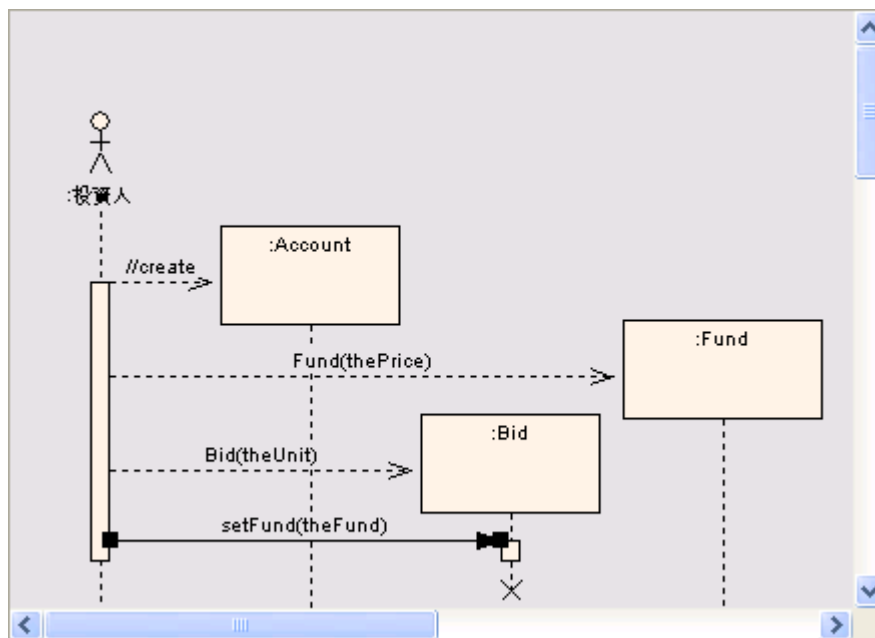 :投資人
:Account
//create
:Fund
Fund(thePrice)
:Bid
Bid(theUnit)
setFund(theFund)